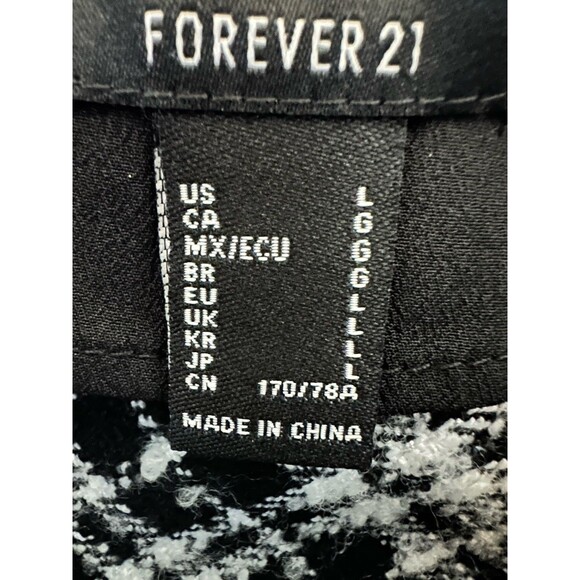 FOREVER 21
US L
CA G
MX/ECU G
BR G
EU L
UK L
KR L
JP L
CN 170/78A
MADE IN CHINA